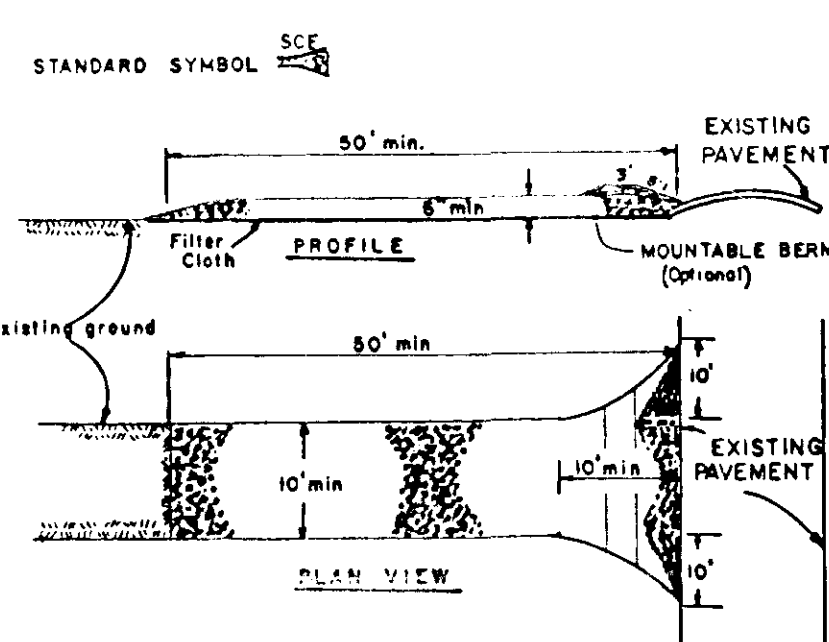 SCE
STANDARD SYMBOL
50' min.
EXISTING
PAVEMENT
3'
6" min
Filter
Cloth
PROFILE
MOUNTABLE BERM
(Optional)
xisting ground
50' min
10'
EXISTING
PAVEMENT
10' min
10' min
10'
PLAN VIEW